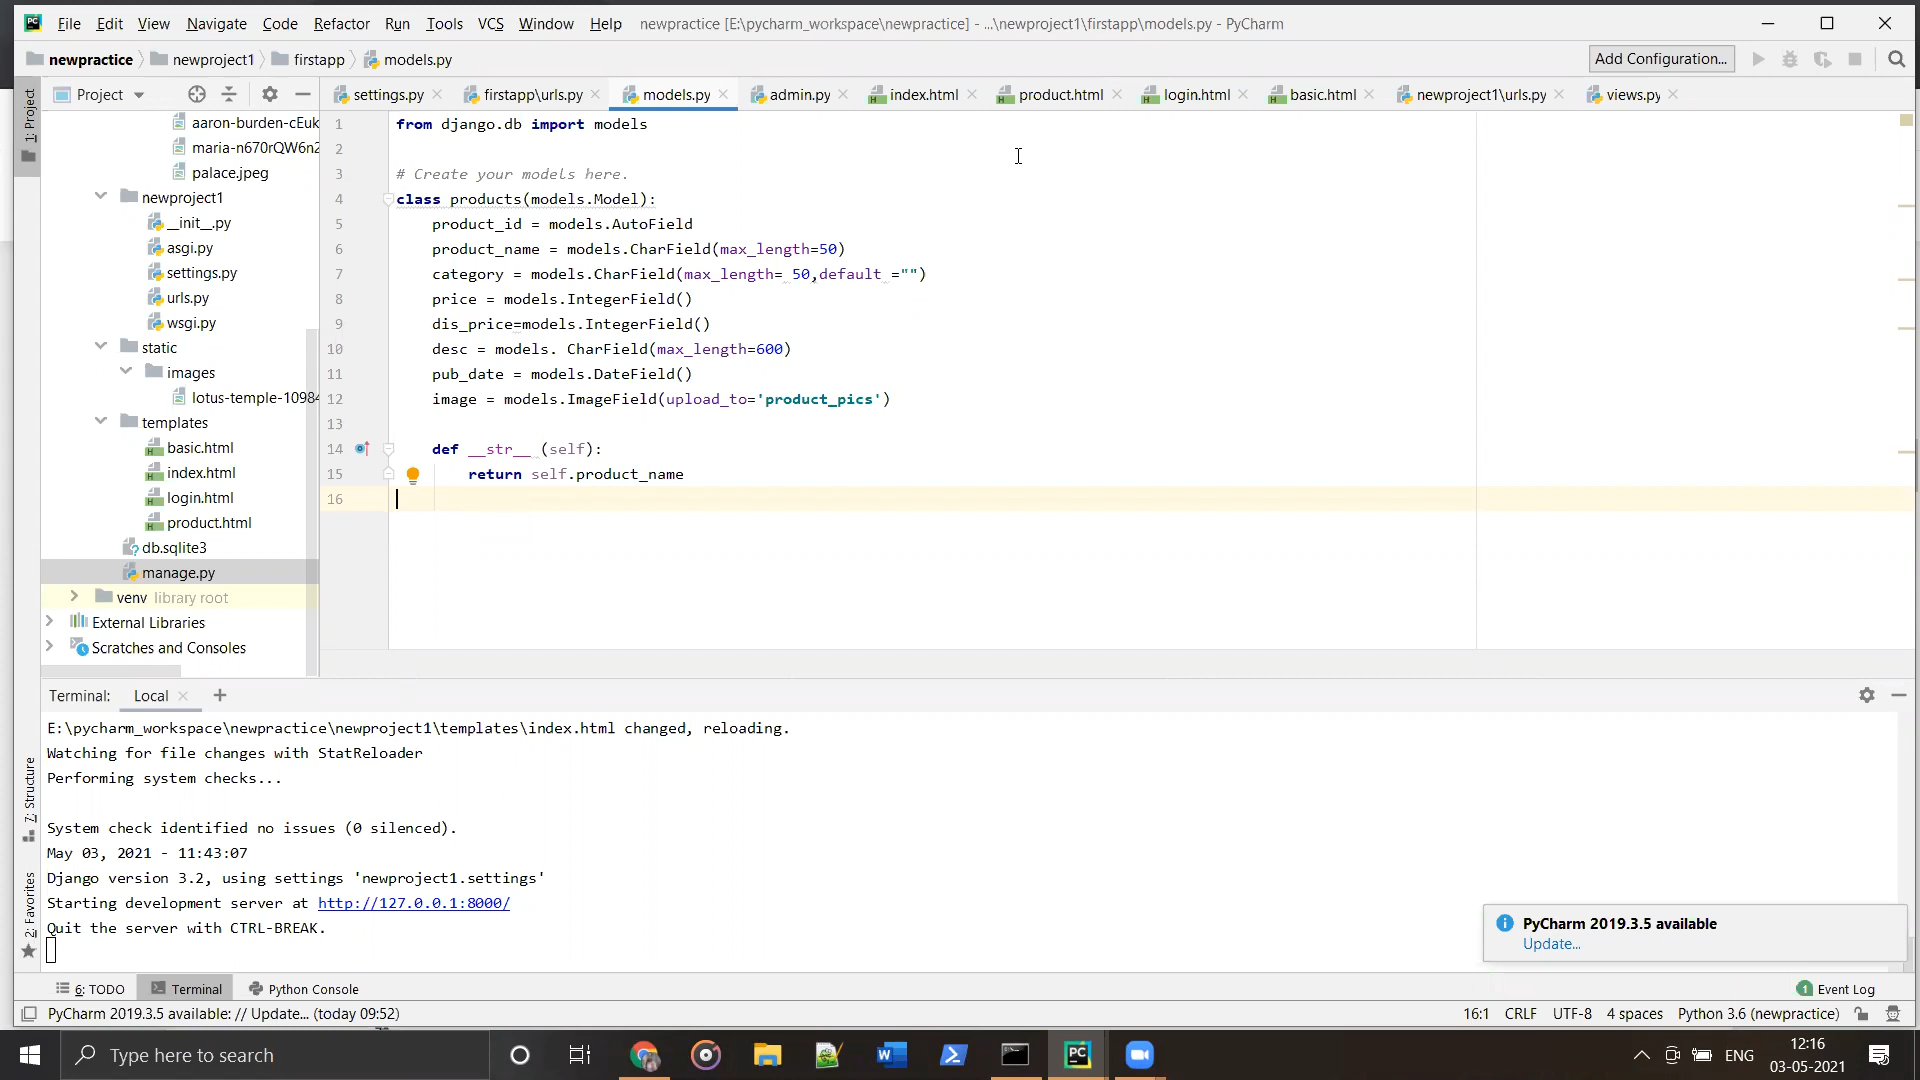 File Edit View Navigate Code Refactor Run Tools VCS Window Help newpractice [E:\pycharm_workspace\newpractice] - ...\newproject1\firstapp\models.py - PyCharm
newpractice newproject1 firstapp models.py Add Configuration...
1: Project
Project
settings.py firstapp\urls.py models.py admin.py index.html product.html login.html basic.html newproject1\urls.py views.py
aaron-burden-cEuk
maria-n670rQW6n2
palace.jpeg
newproject1
__init__.py
asgi.py
settings.py
urls.py
wsgi.py
static
images
lotus-temple-10984
templates
basic.html
index.html
login.html
product.html
db.sqlite3
manage.py
venv library root
External Libraries
Scratches and Consoles
1 from django.db import models
2
3 # Create your models here.
4 class products(models.Model):
5 product_id = models.AutoField
6 product_name = models.CharField(max_length=50)
7 category = models.CharField(max_length= 50,default ="")
8 price = models.IntegerField()
9 dis_price=models.IntegerField()
10 desc = models. CharField(max_length=600)
11 pub_date = models.DateField()
12 image = models.ImageField(upload_to='product_pics')
13
14 def __str__ (self):
15 return self.product_name
16
Terminal: Local
E:\pycharm_workspace\newpractice\newproject1\templates\index.html changed, reloading.
Watching for file changes with StatReloader
Performing system checks...
System check identified no issues (0 silenced).
May 03, 2021 - 11:43:07
Django version 3.2, using settings 'newproject1.settings'
Starting development server at http://127.0.0.1:8000/
Quit the server with CTRL-BREAK.
7: Structure
2: Favorites
PyCharm 2019.3.5 available
Update...
6: TODO Terminal Python Console 1 Event Log
PyCharm 2019.3.5 available: // Update... (today 09:52) 16:1 CRLF UTF-8 4 spaces Python 3.6 (newpractice)
Type here to search
PC
ENG
12:16
03-05-2021